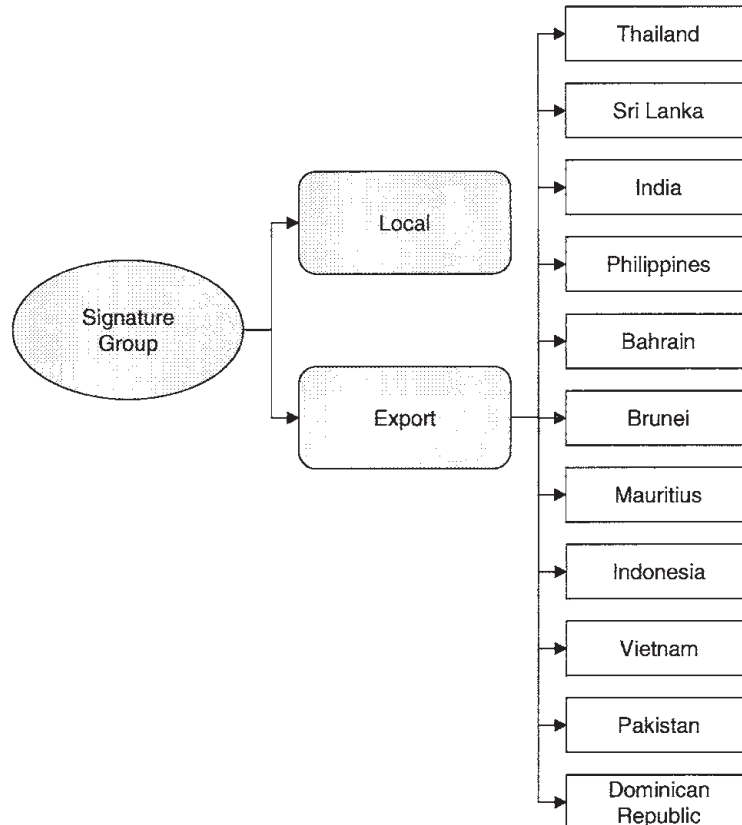 Signature
Group
Local
Export
Thailand
Sri Lanka
India
Philippines
Bahrain
Brunei
Mauritius
Indonesia
Vietnam
Pakistan
Dominican
Republic